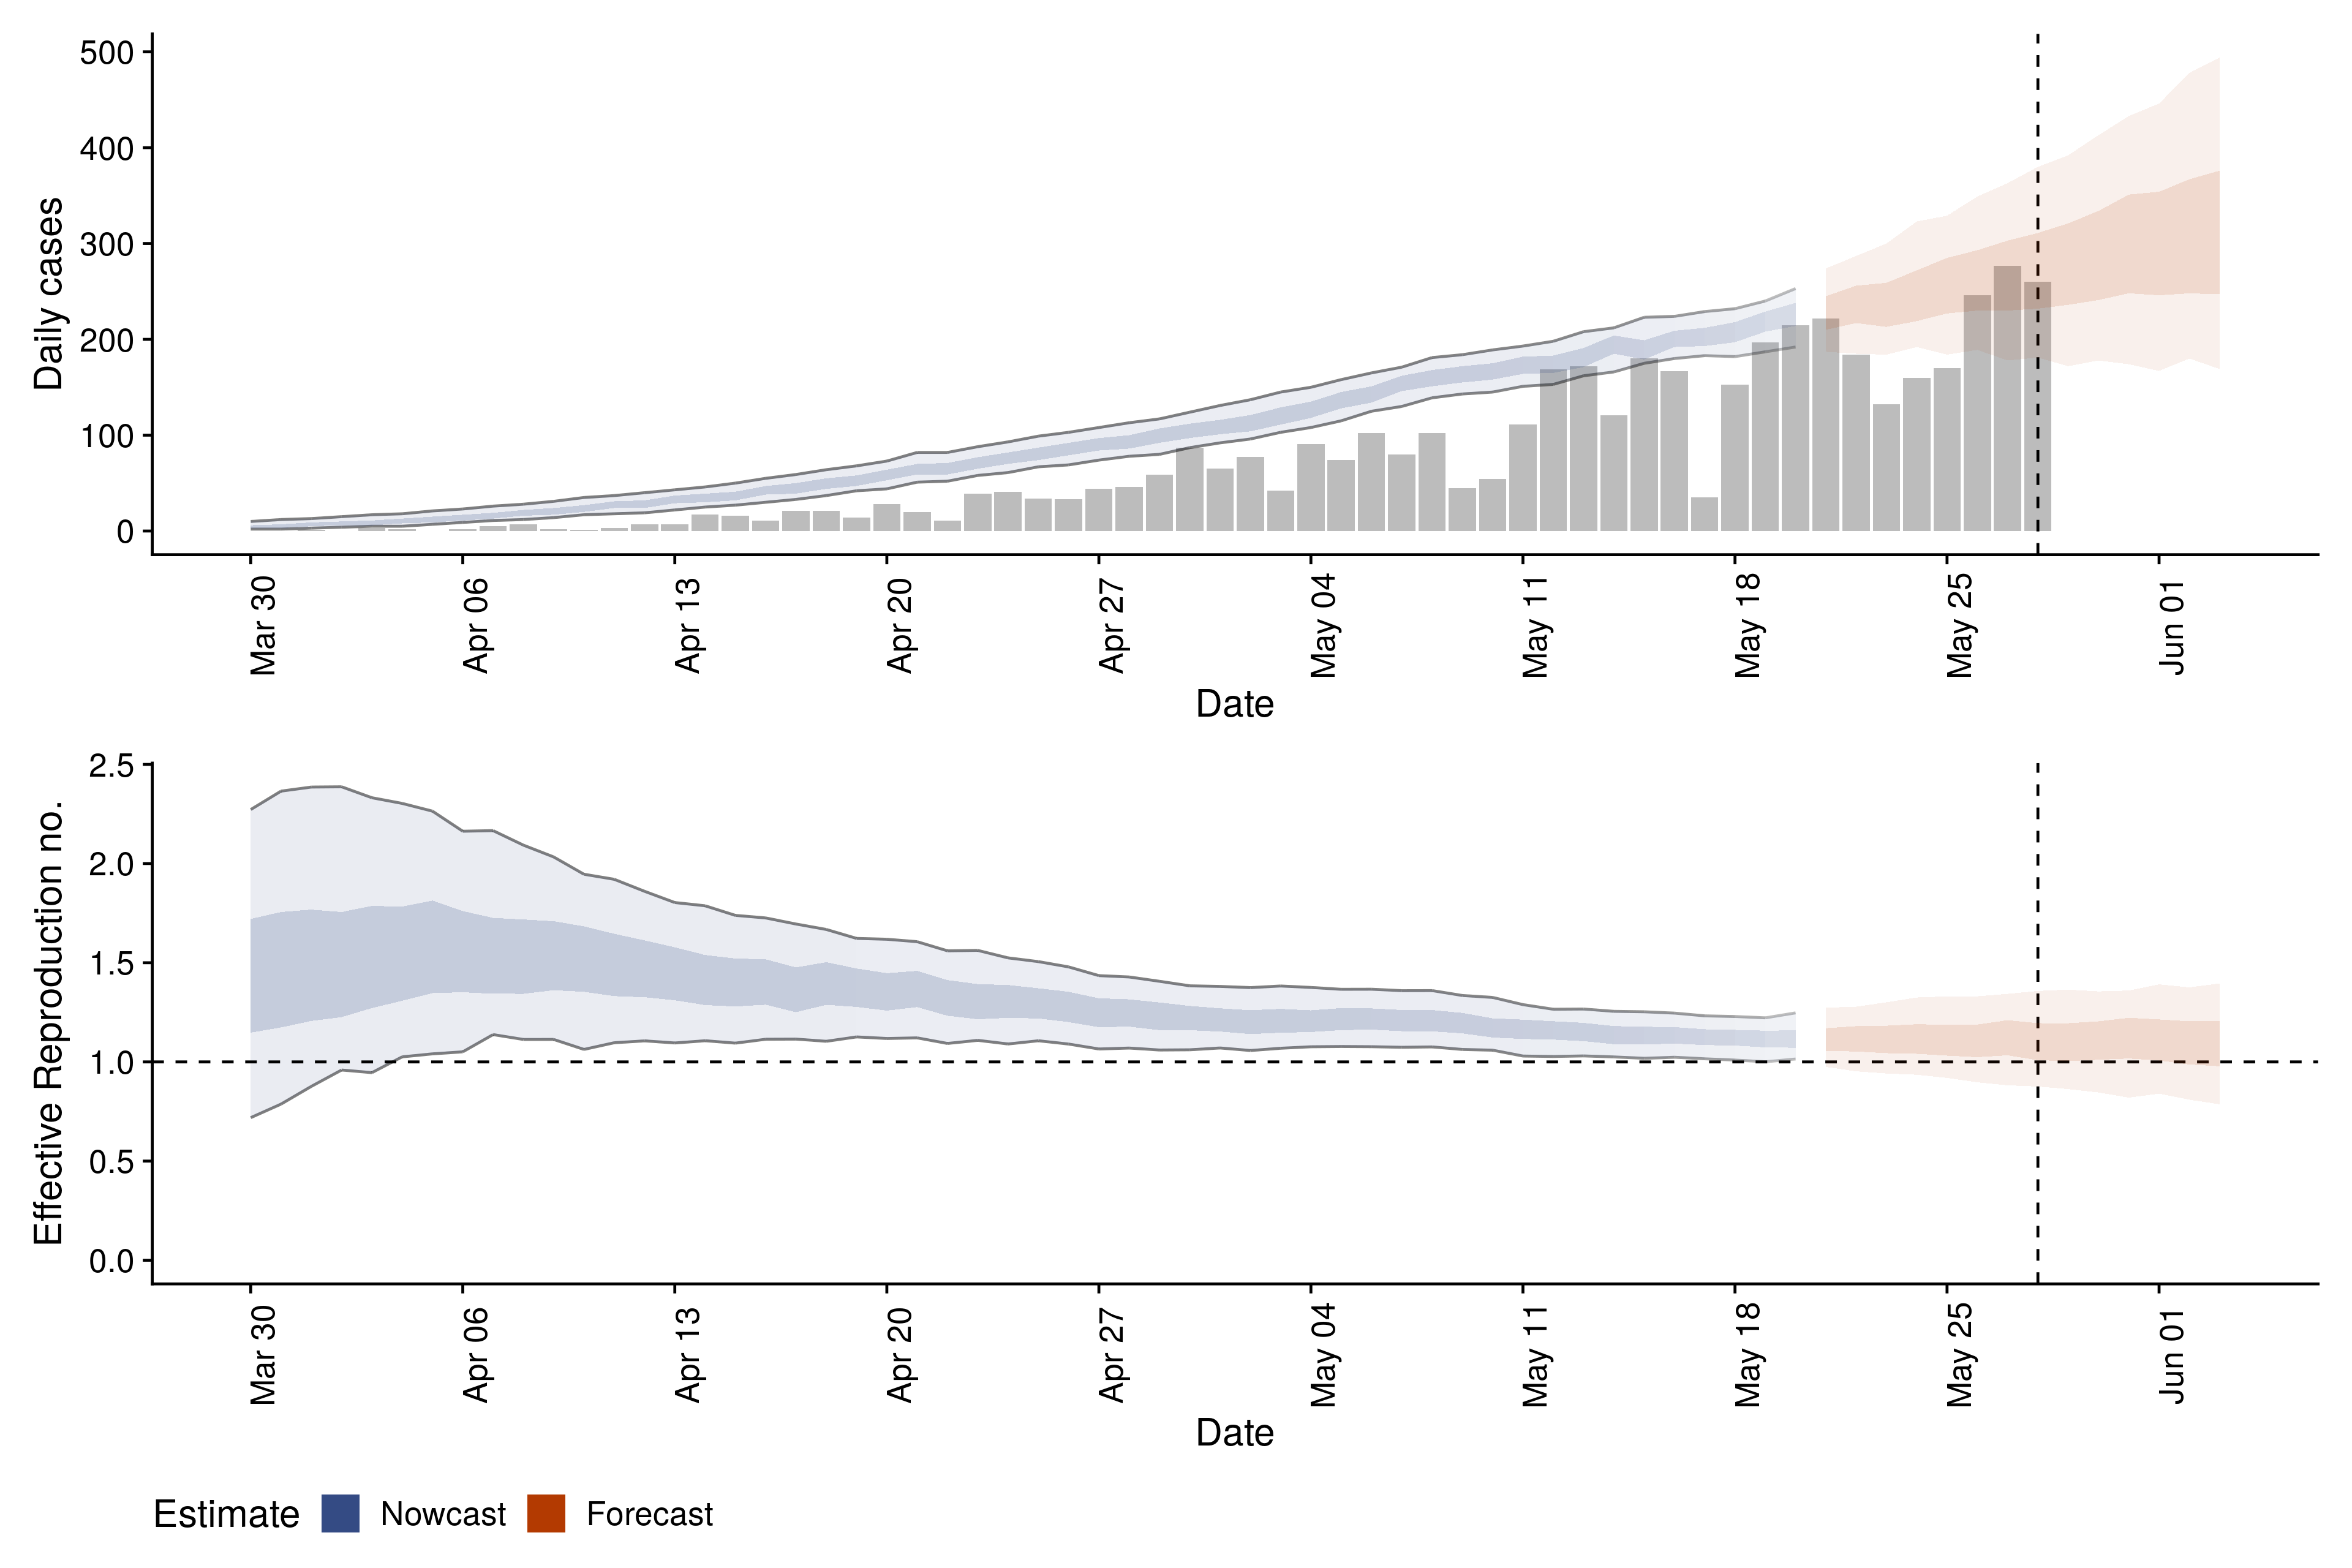 500
400
300
200
100
0
Daily cases
Mar 30
Apr 06
Apr 13
Apr 20
Apr 27
May 04
May 11
May 18
May 25
Jun 01
Date
2.5
2.0
1.5
1.0
0.5
0.0
Effective Reproduction no.
Mar 30
Apr 06
Apr 13
Apr 20
Apr 27
May 04
May 11
May 18
May 25
Jun 01
Date
Estimate Nowcast Forecast